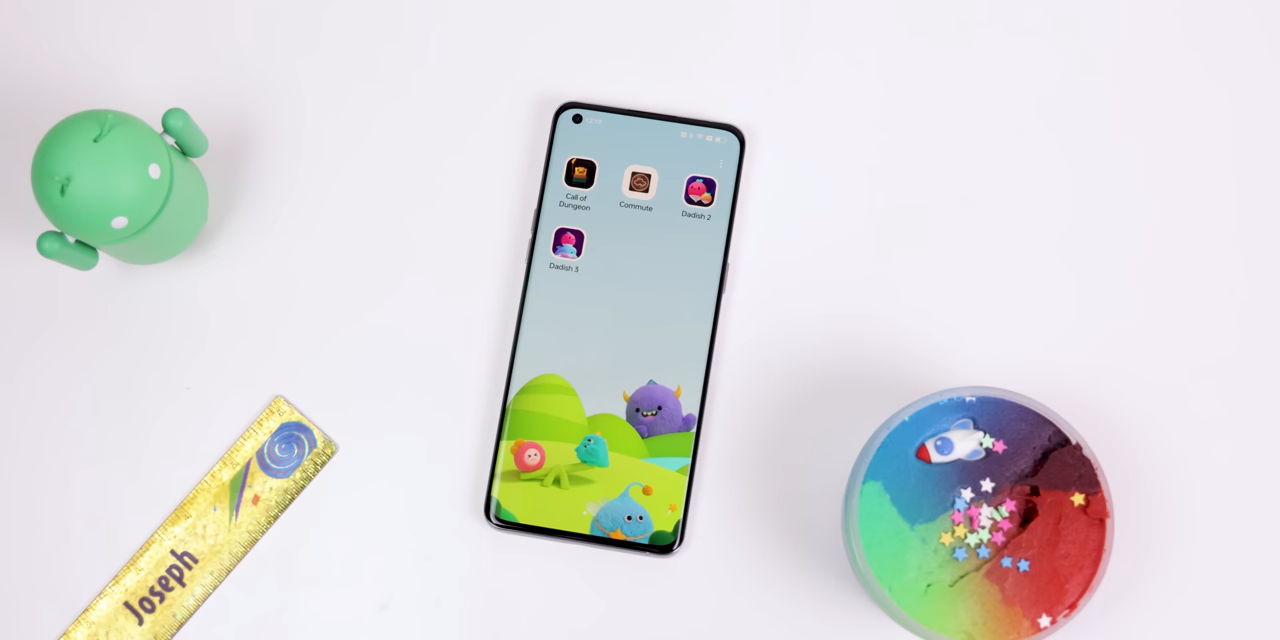 Call of
Dungeon
Commute
Dadish 2
Dadish 3
Joseph